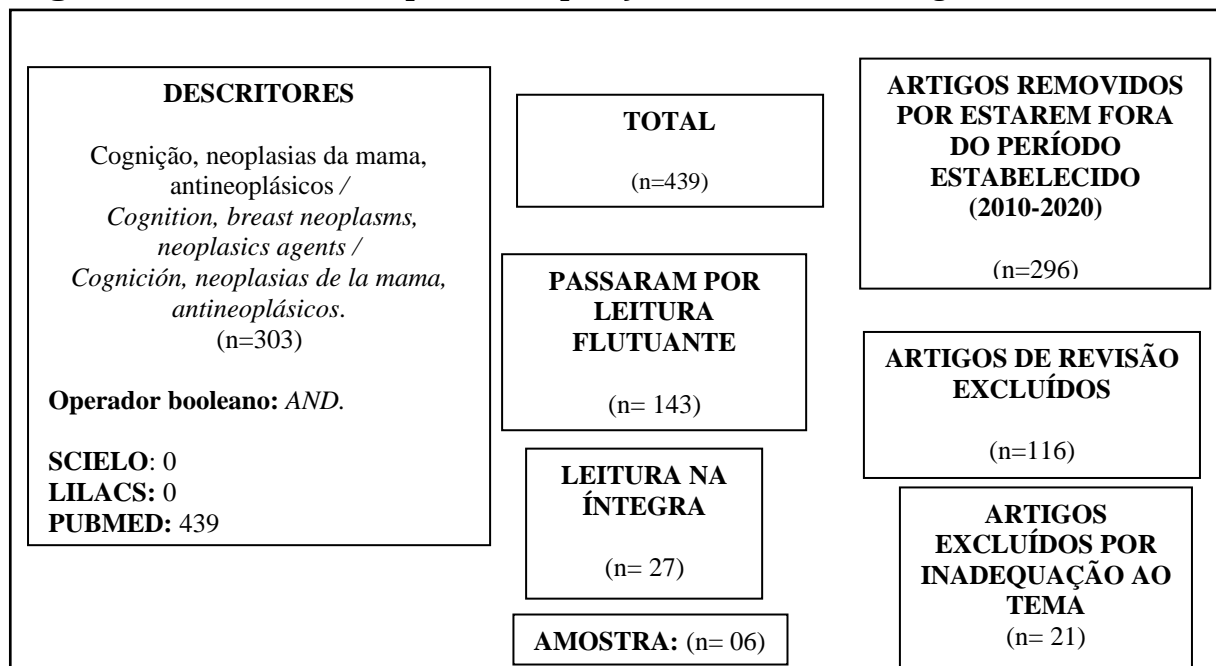 DESCRITORES
Cognição, neoplasias da mama,
antineoplásicos /
Cognition, breast neoplasms,
neoplasics agents /
Cognición, neoplasias de la mama,
antineoplásicos.
(n=303)
Operador booleano: AND.
SCIELO: 0
LILACS: 0
PUBMED: 439
TOTAL
(n=439)
PASSARAM POR
LEITURA
FLUTUANTE
(n= 143)
LEITURA NA
ÍNTEGRA
(n= 27)
AMOSTRA: (n= 06)
ARTIGOS REMOVIDOS
POR ESTAREM FORA
DO PERÍODO
ESTABELECIDO
(2010-2020)
(n=296)
ARTIGOS DE REVISÃO
EXCLUÍDOS
(n=116)
ARTIGOS
EXCLUÍDOS POR
INADEQUAÇÃO AO
TEMA
(n= 21)